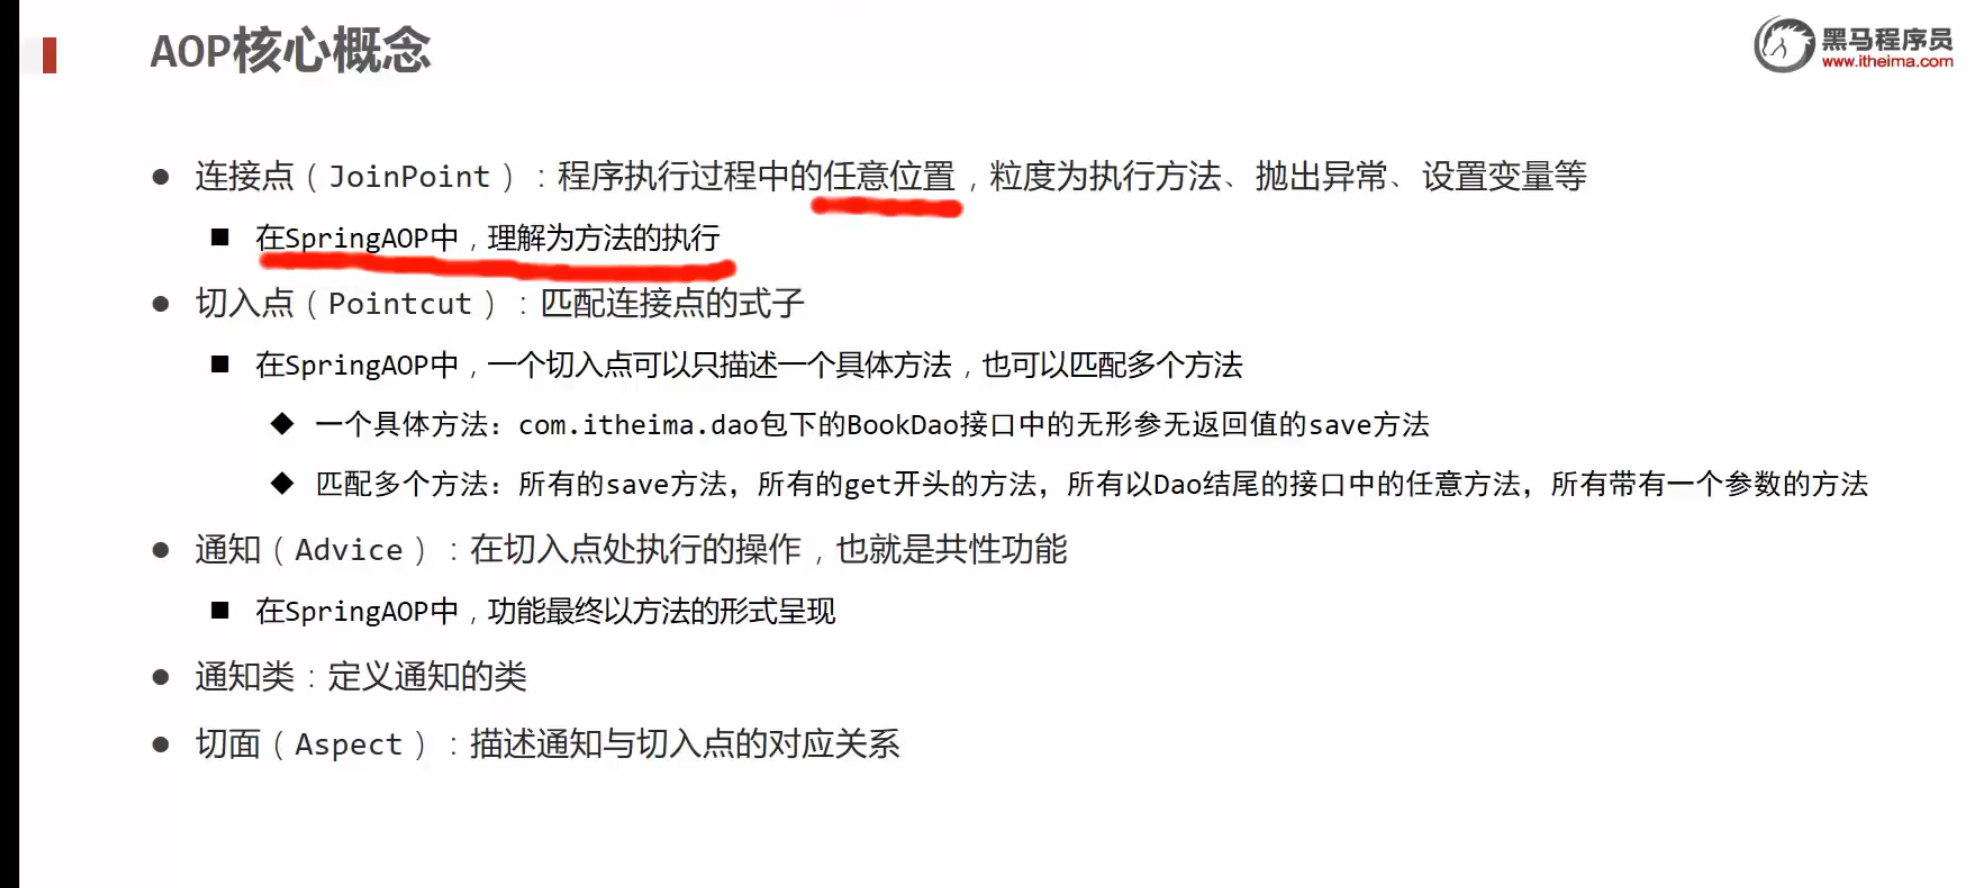 AOP核心概念
黑马程序员
www.itheima.com
● 连接点（JoinPoint）：程序执行过程中的任意位置，粒度为执行方法、抛出异常、设置变量等
■ 在SpringAOP中，理解为方法的执行
● 切入点（Pointcut）：匹配连接点的式子
■ 在SpringAOP中，一个切入点可以只描述一个具体方法，也可以匹配多个方法
◆ 一个具体方法：com.itheima.dao包下的BookDao接口中的无形参无返回值的save方法
◆ 匹配多个方法：所有的save方法，所有的get开头的方法，所有以Dao结尾的接口中的任意方法，所有带有一个参数的方法
● 通知（Advice）：在切入点处执行的操作，也就是共性功能
■ 在SpringAOP中，功能最终以方法的形式呈现
● 通知类：定义通知的类
● 切面（Aspect）：描述通知与切入点的对应关系